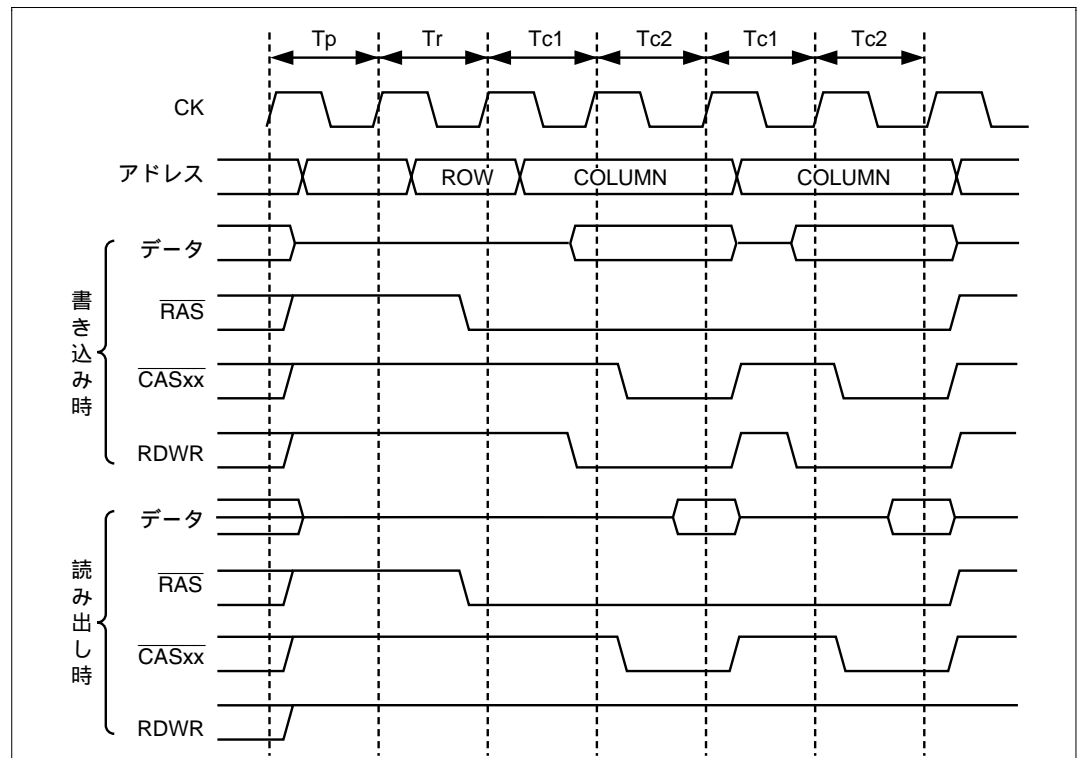 Tp Tr Tc1 Tc2 Tc1 Tc2
CK
アドレス ROW COLUMN COLUMN
書き込み時
データ
RAS
CASxx
RDWR
読み出し時
データ
RAS
CASxx
RDWR